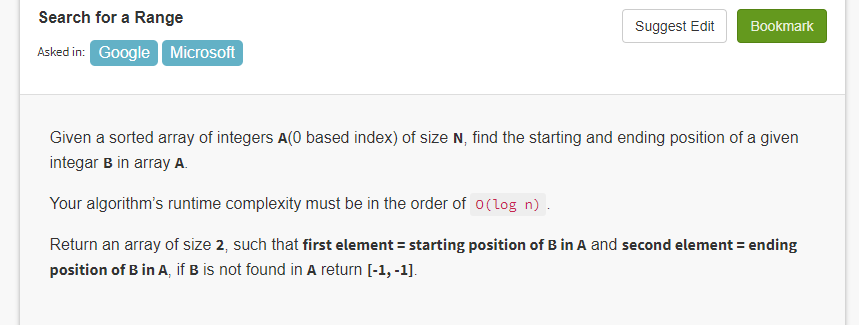 Search for a Range
Suggest Edit
Bookmark
Asked in: Google Microsoft
Given a sorted array of integers A(0 based index) of size N, find the starting and ending position of a given
integar B in array A.
Your algorithm's runtime complexity must be in the order of O(log n) .
Return an array of size 2, such that first element = starting position of B in A and second element = ending
position of B in A, if B is not found in A return [-1, -1].